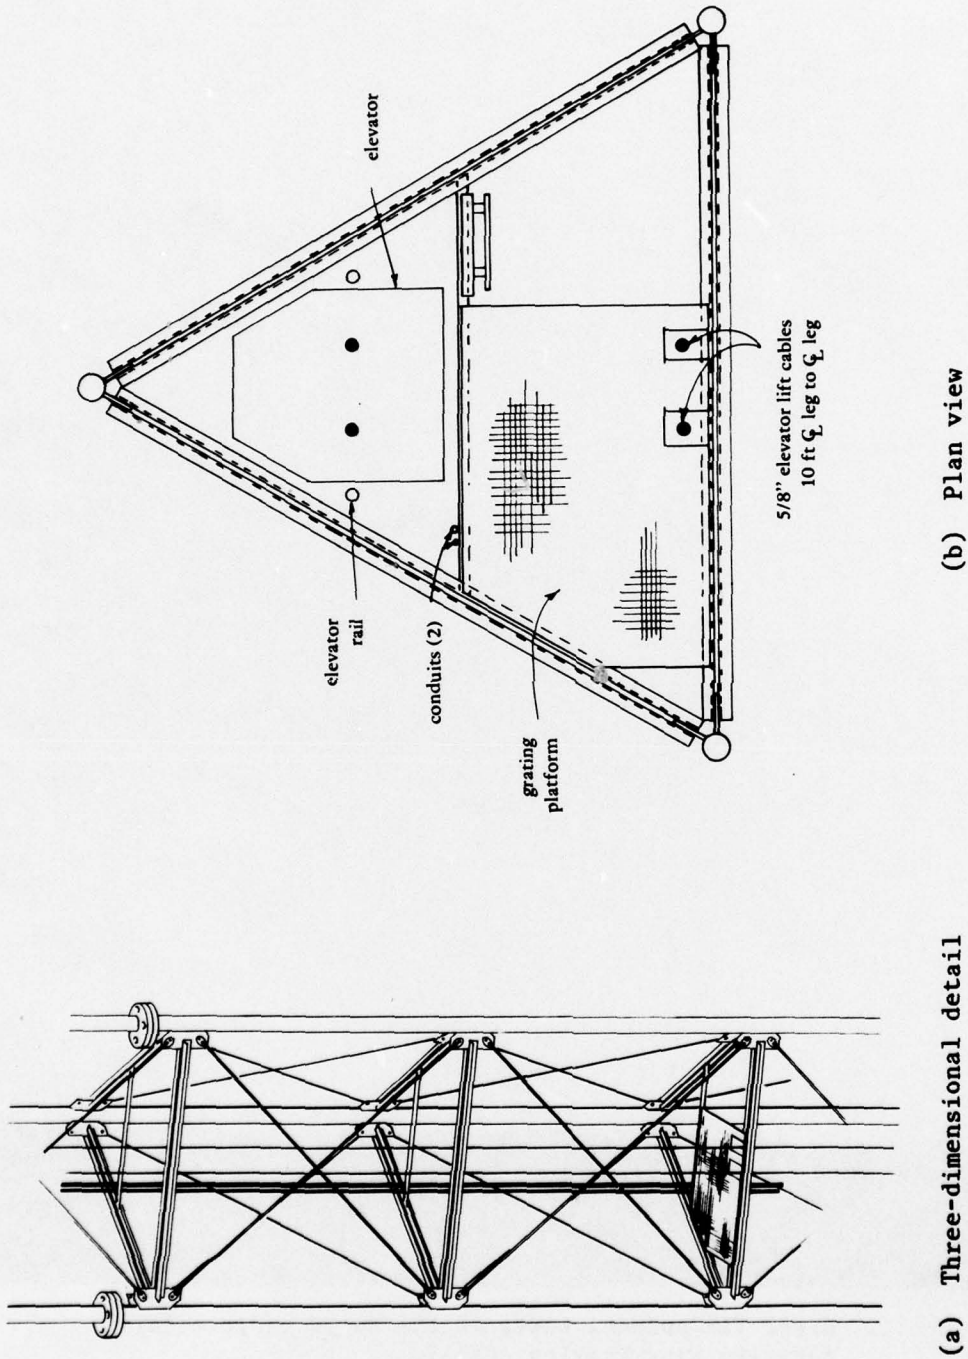 elevator
elevator
rail
conduits (2)
grating
platform
5/8” elevator lift cables
10 ft ℄ leg to ℄ leg
(a) Three-dimensional detail
(b) Plan view